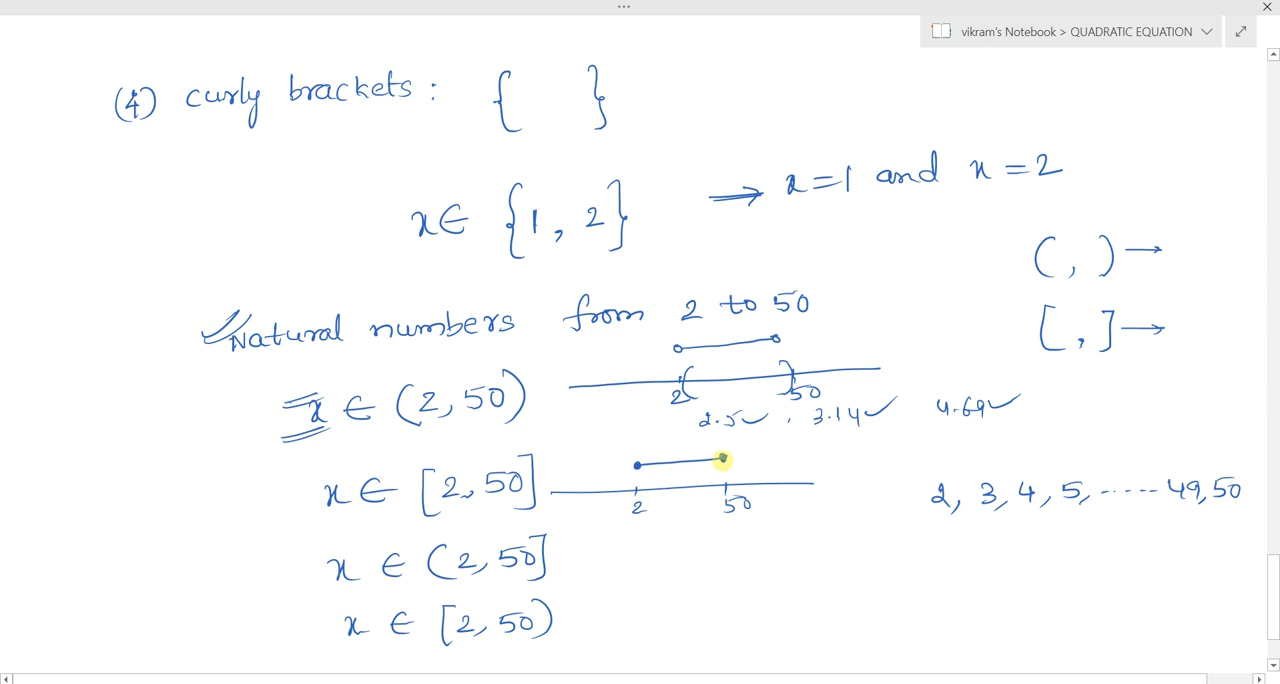 vikram's Notebook > QUADRATIC EQUATION
(4) curly brackets : { }
x ∈ {1, 2} ⟹ x=1 and x=2
( , ) →
Natural numbers from 2 to 50
[ , ] →
x ∈ (2, 50)
2 50
2.5 ✓ , 3.14 ✓ 4.69 ✓
x ∈ [2, 50]
2 50
2, 3, 4, 5, ...... 49, 50
x ∈ (2, 50]
x ∈ [2, 50)